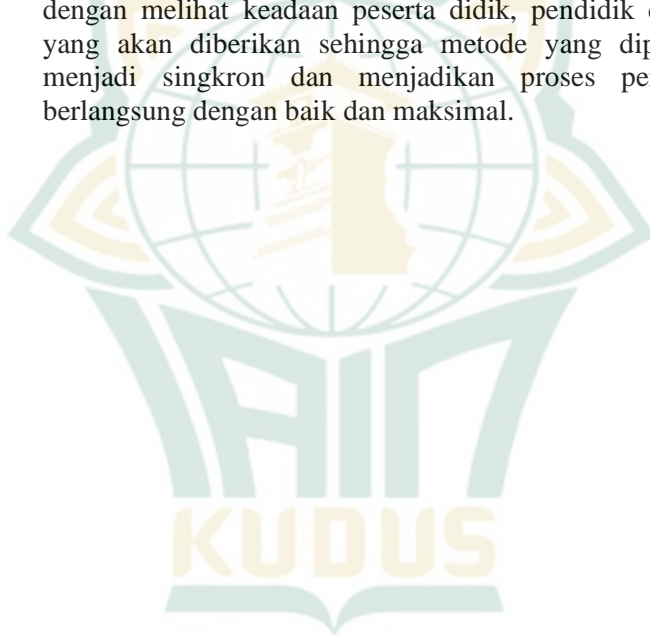 dengan melihat keadaan peserta didik, pendidik
yang akan diberikan sehingga metode yang
menjadi singkron dan menjadikan proses
berlangsung dengan baik dan maksimal.
IAIN
KUDUS